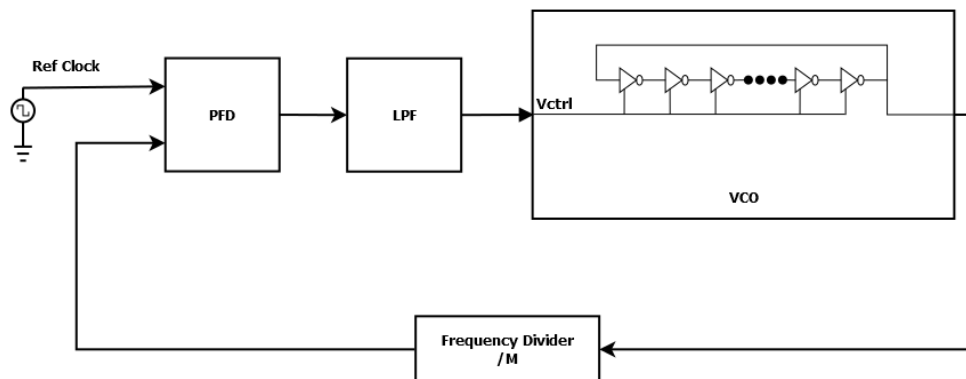 Ref Clock
PFD
LPF
Vctrl
VCO
Frequency Divider
/M